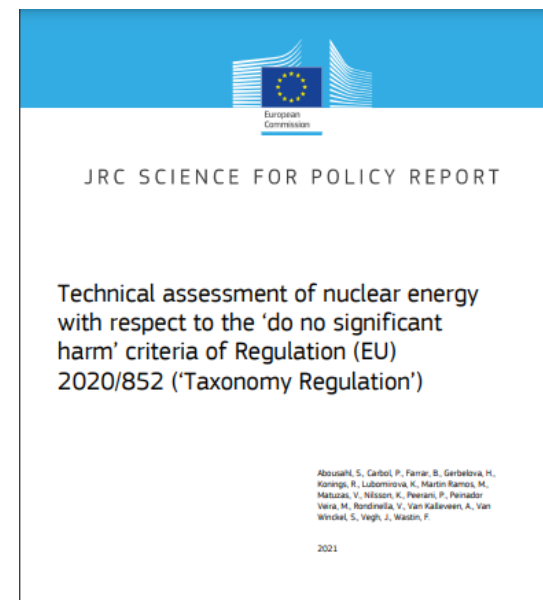 European
Commission
JRC SCIENCE FOR POLICY REPORT
Technical assessment of nuclear energy
with respect to the ‘do no significant
harm’ criteria of Regulation (EU)
2020/852 (‘Taxonomy Regulation’)
Abousahl, S., Carbol, P., Farrar, B., Gerbelova, H.,
Konings, R., Lubomirova, K., Martin Ramos, M.,
Matuzas, V., Nilsson, K., Peerani, P., Peinador
Veira, M., Rondinella, V., Van Kalleveen, A., Van
Winckel, S., Vegh, J., Wastin, F.
2021